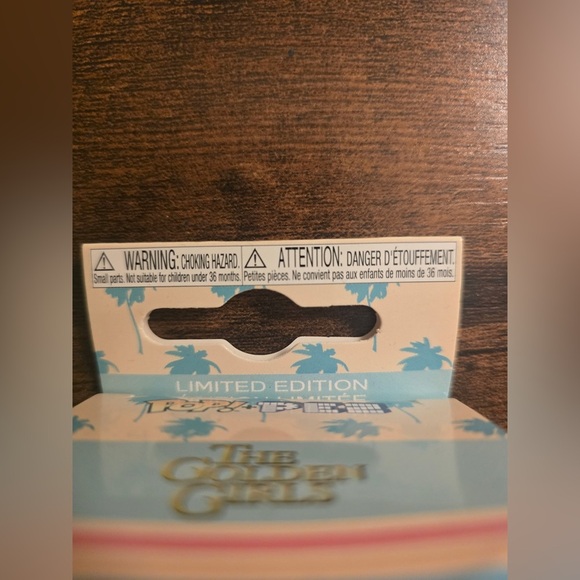 WARNING: CHOKING HAZARD.
Small parts. Not suitable for children under 36 months.
ATTENTION: DANGER D'ÉTOUFFEMENT.
Petites pièces. Ne convient pas aux enfants de moins de 36 mois.
LIMITED EDITION
LIMITÉE
THE
GOLDEN
GIRLS